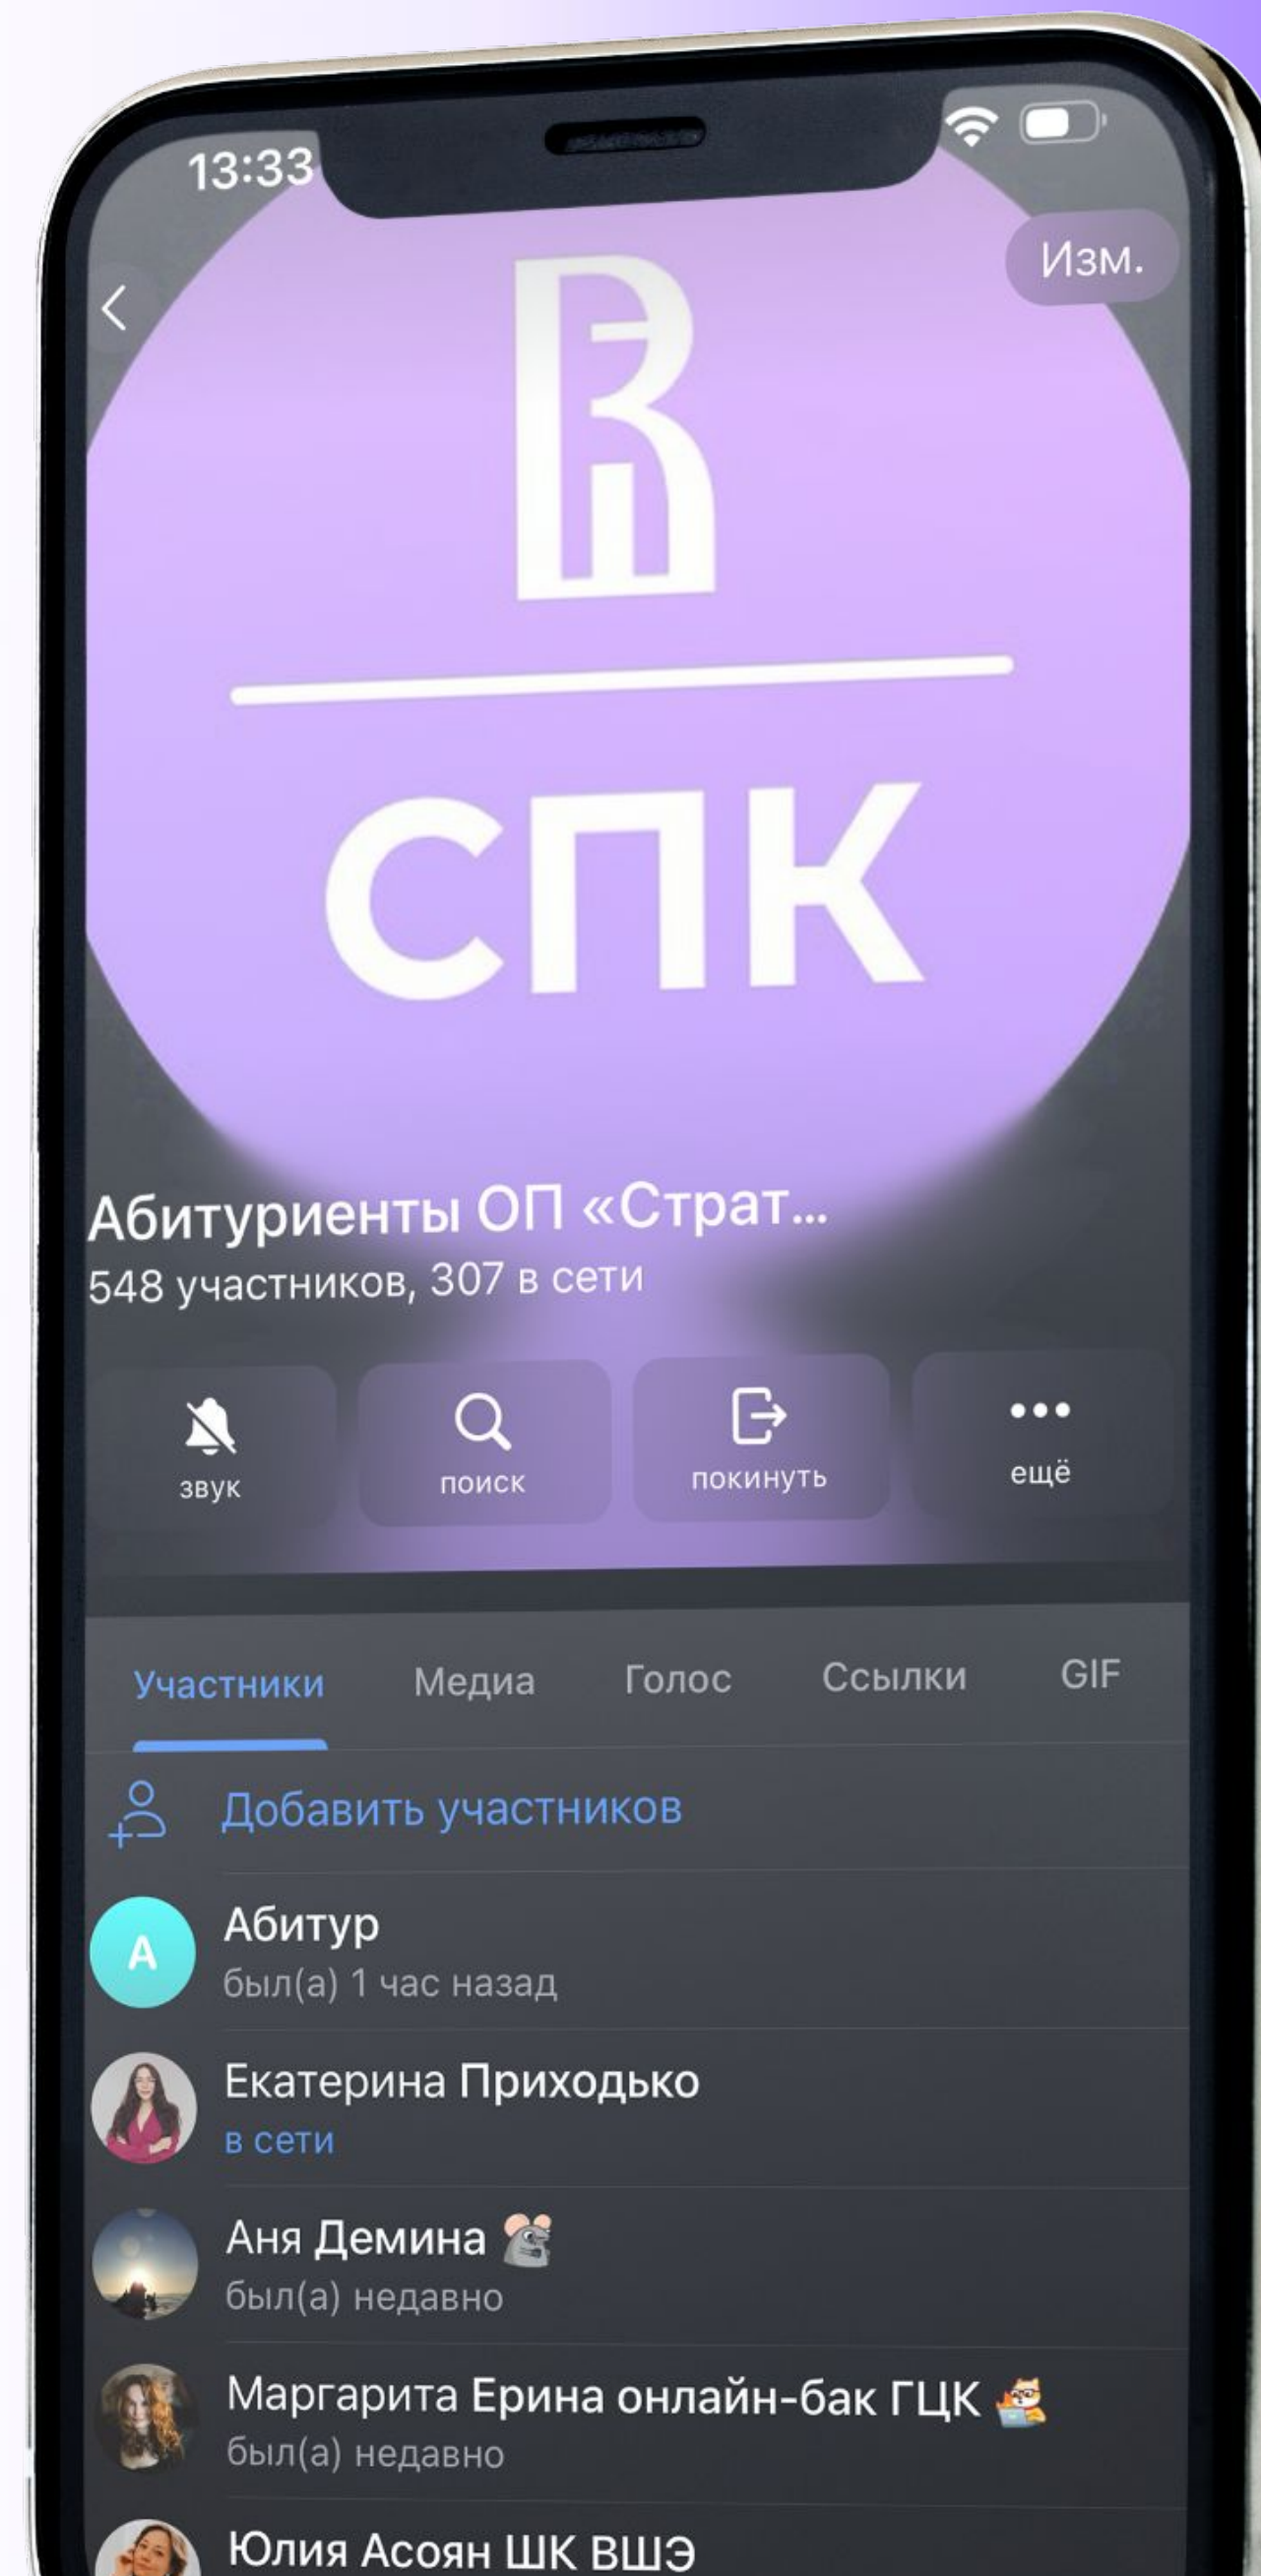 13:33
Изм.
СПК
Абитуриенты ОП «Страт...
548 участников, 307 в сети
звук
поиск
покинуть
ещё
Участники Медиа Голос Ссылки GIF
Добавить участников
А
Абитур
был(а) 1 час назад
Екатерина Приходько
в сети
Аня Демина
был(а) недавно
Маргарита Ерина онлайн-бак ГЦК
был(а) недавно
Юлия Асоян ШК ВШЭ